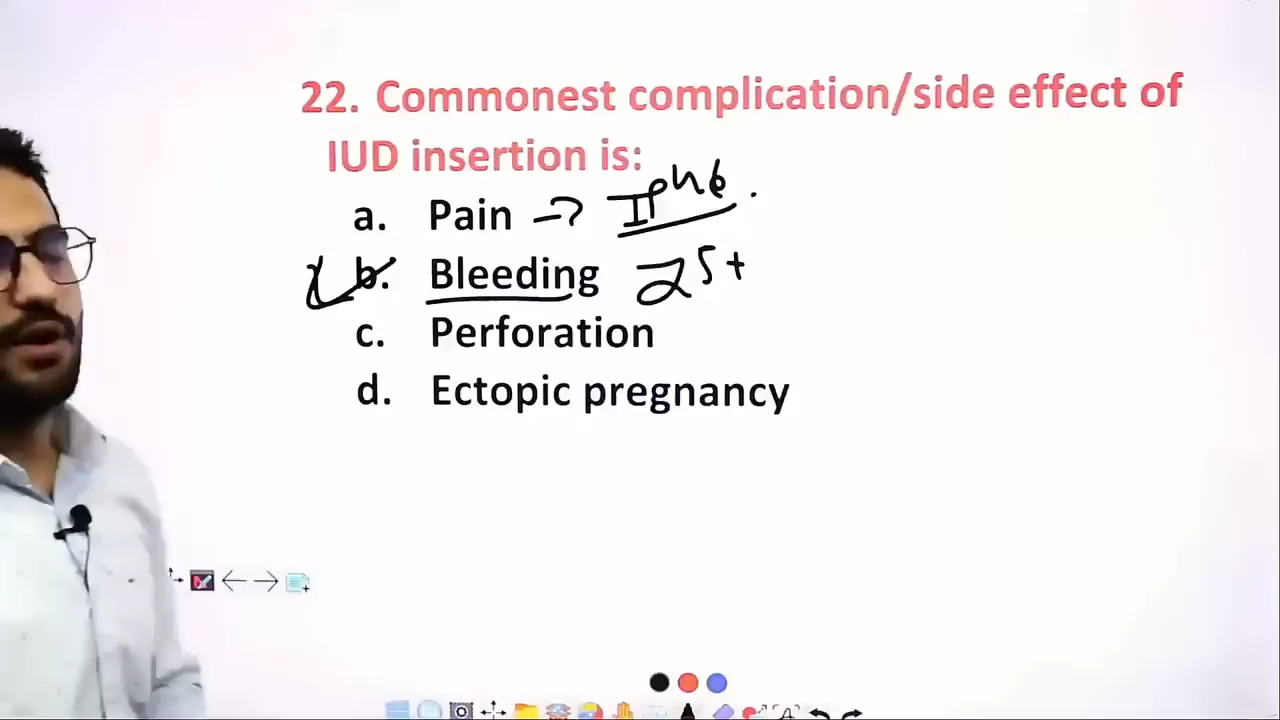 22. Commonest complication/side effect of
IUD insertion is:
a. Pain →
b. Bleeding
c. Perforation
d. Ectopic pregnancy